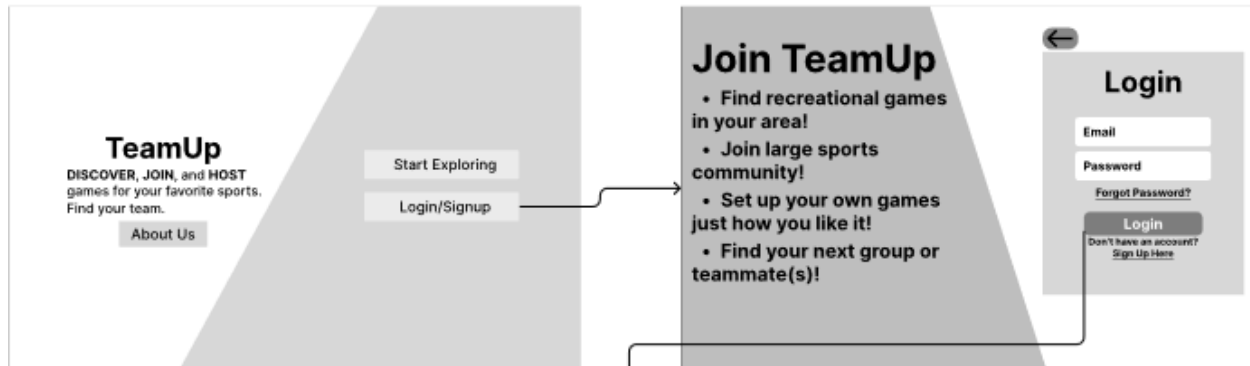 TeamUp
DISCOVER, JOIN, and HOST
games for your favorite sports.
Find your team.
About Us
Start Exploring
Login/Signup
Join TeamUp
• Find recreational games
in your area!
• Join large sports
community!
• Set up your own games
just how you like it!
• Find your next group or
teammate(s)!
Login
Email
Password
Forgot Password?
Login
Don't have an account?
Sign Up Here